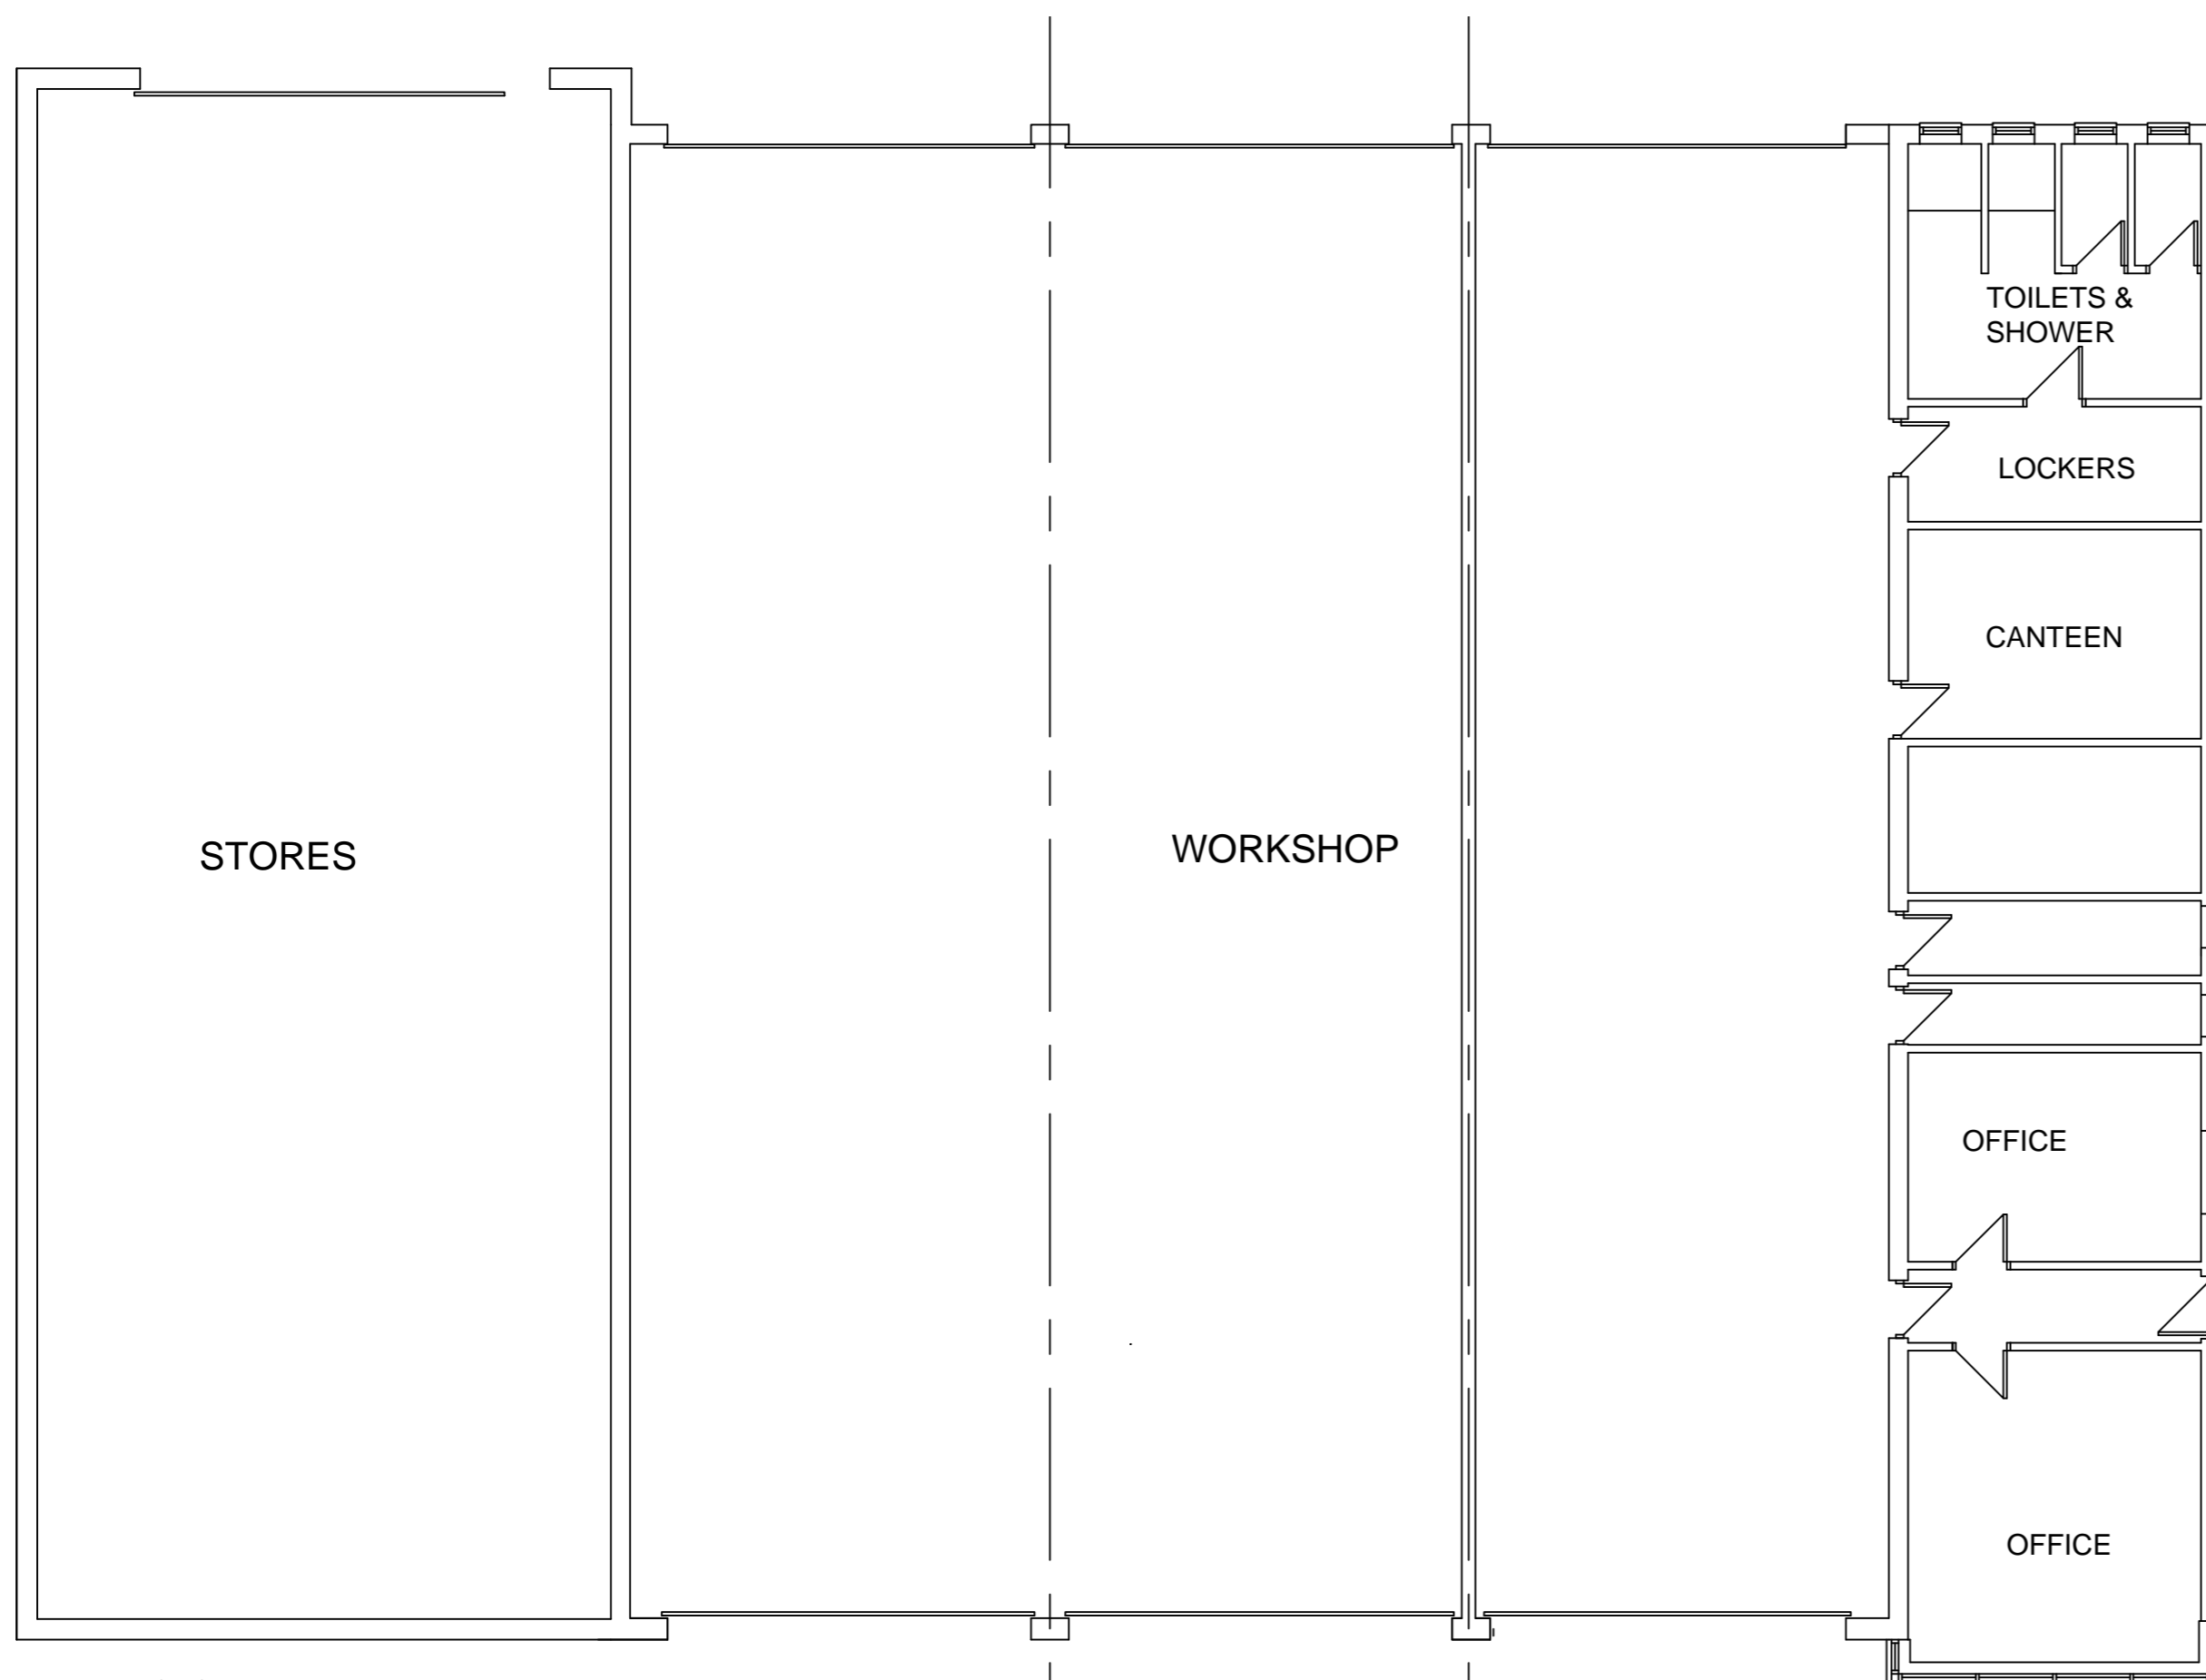 TOILETS &
SHOWER
LOCKERS
CANTEEN
STORES
WORKSHOP
OFFICE
OFFICE